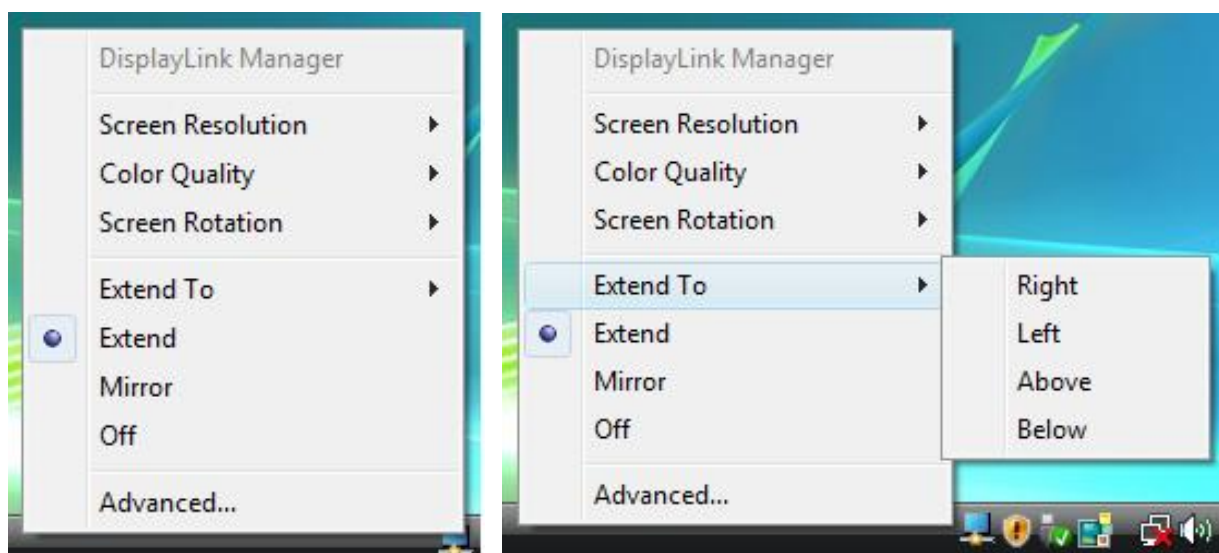 DisplayLink Manager
Screen Resolution
Color Quality
Screen Rotation
Extend To
Extend
Mirror
Off
Advanced...
DisplayLink Manager
Screen Resolution
Color Quality
Screen Rotation
Extend To
Extend
Mirror
Off
Advanced...
Right
Left
Above
Below